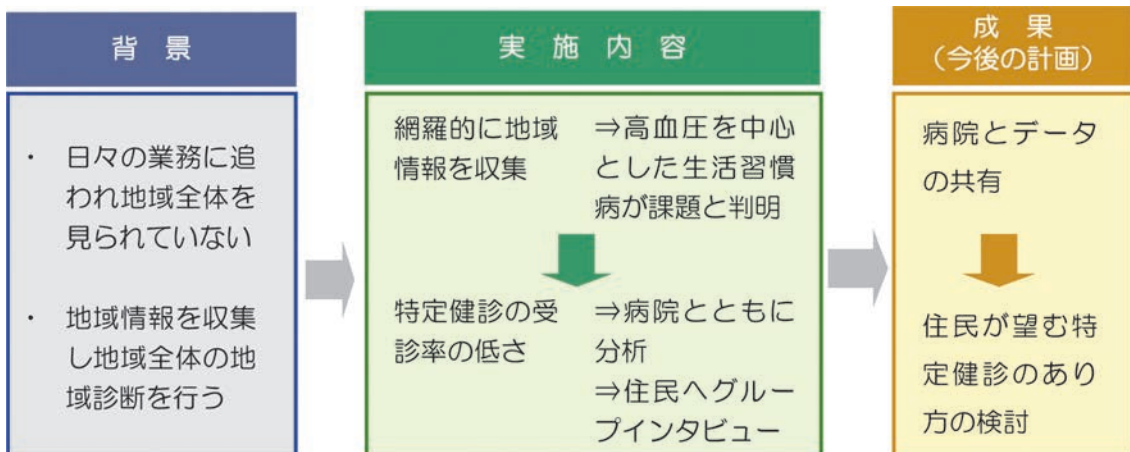 背景
・ 日々の業務に追
われ地域全体を
見られていない
・ 地域情報を収集
し地域全体の地
域診断を行う
実施内容
網羅的に地域
情報を収集
⇒高血圧を中心
とした生活習慣
病が課題と判明
特定健診の受
診率の低さ
⇒病院とともに
分析
⇒住民へグルー
プインタビュー
成果
（今後の計画）
病院とデータ
の共有
住民が望む特
定健診のあり
方の検討